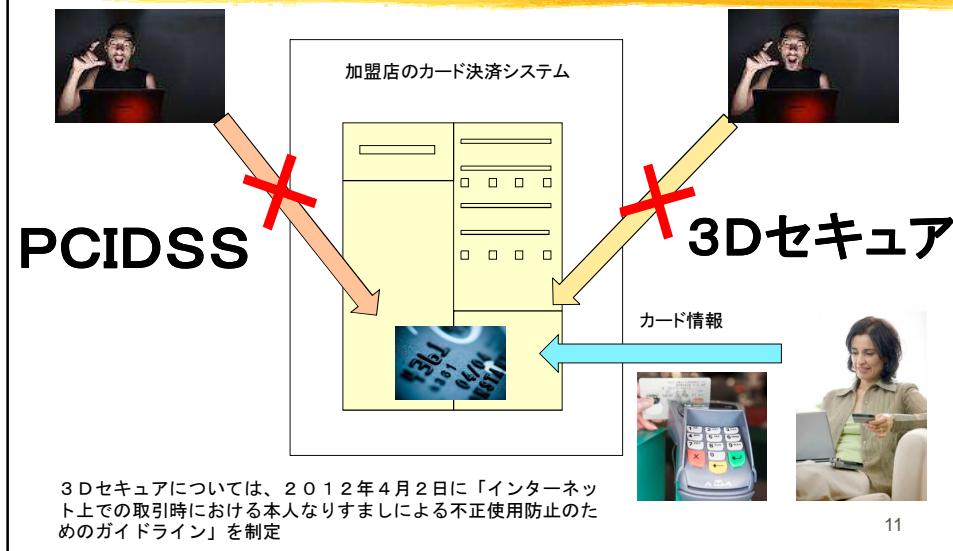 加盟店のカード決済システム
PCIDSS
3Dセキュア
カード情報
4361
4361 04/04
３Ｄセキュアについては、２０１２年４月２日に「インターネッ
ト上での取引時における本人なりすましによる不正使用防止のた
めのガイドライン」を制定
11